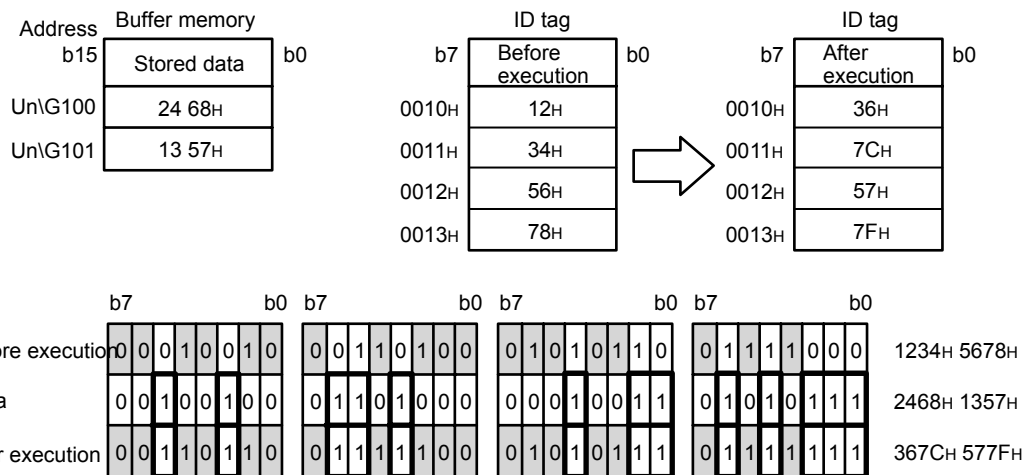 Address Buffer memory
b15 Stored data b0
Un\G100 24 68H
Un\G101 13 57H
ID tag
b7 Before execution b0
0010H 12H
0011H 34H
0012H 56H
0013H 78H
ID tag
b7 After execution b0
0010H 36H
0011H 7CH
0012H 57H
0013H 7FH
b7 b0 b7 b0 b7 b0 b7 b0
ore execution 0 0 0 1 0 0 1 0 0 0 1 1 0 1 0 0 0 1 0 1 0 1 1 0 0 1 1 1 1 0 0 0 1234H 5678H
a 0 0 1 0 0 1 0 0 0 1 1 0 1 0 0 0 0 0 0 1 0 0 1 1 0 1 0 1 0 1 1 1 2468H 1357H
r execution 0 0 1 1 0 1 1 0 0 1 1 1 1 1 0 0 0 1 0 1 0 1 1 1 0 1 1 1 1 1 1 1 367CH 577FH